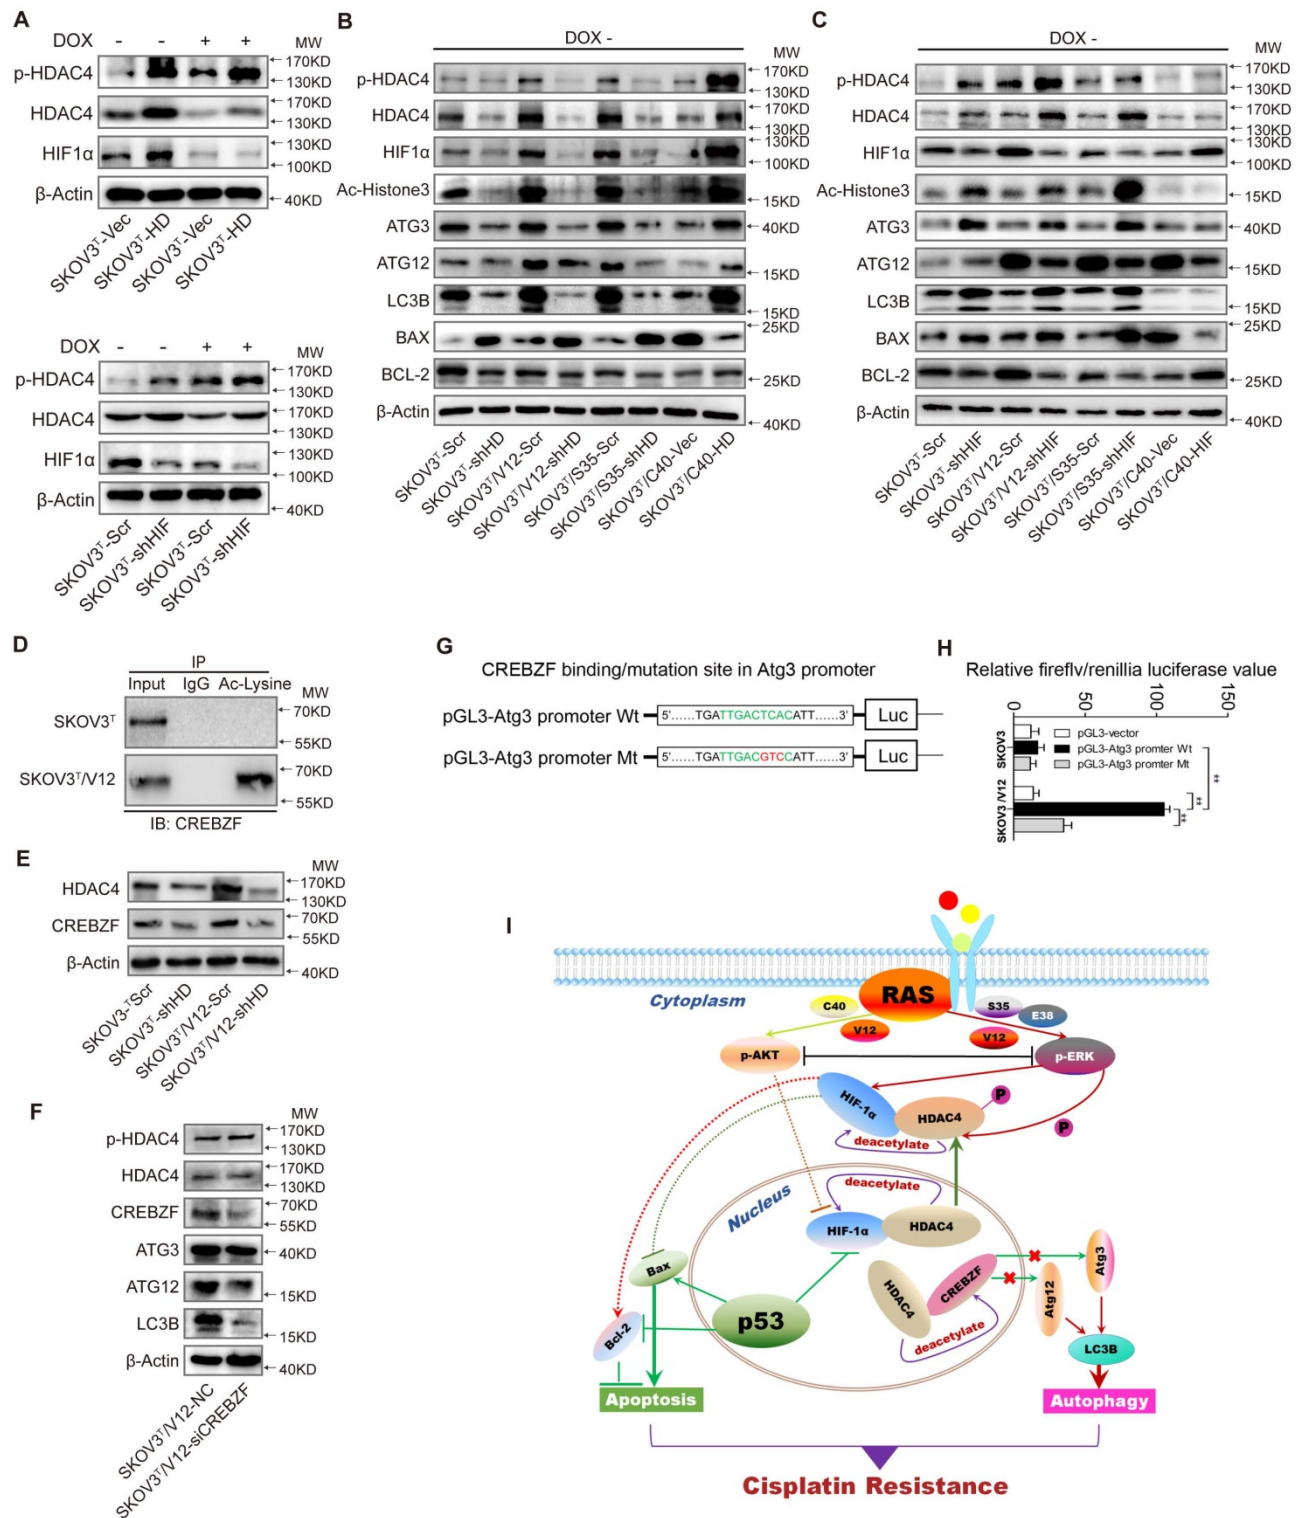 A
DOX - - + + MW
p-HDAC4 170KD
130KD
HDAC4 170KD
130KD
HIF1α 130KD
100KD
β-Actin 40KD
SKOV3ᵀ-Vec
SKOV3ᵀ-HD
SKOV3ᵀ-Vec
SKOV3ᵀ-HD
DOX - - + + MW
p-HDAC4 170KD
130KD
HDAC4 170KD
130KD
HIF1α 130KD
100KD
β-Actin 40KD
SKOV3ᵀ-Scr
SKOV3ᵀ-shHIF
SKOV3ᵀ-Scr
SKOV3ᵀ-shHIF
B
DOX -
MW
p-HDAC4 170KD
130KD
HDAC4 170KD
130KD
HIF1α 130KD
100KD
Ac-Histone3 15KD
ATG3 40KD
ATG12 15KD
LC3B 15KD
BAX 25KD
BCL-2 25KD
β-Actin 40KD
SKOV3ᵀ-Scr
SKOV3ᵀ-shHD
SKOV3ᵀ/V12-Scr
SKOV3ᵀ/V12-shHD
SKOV3ᵀ/S35-Scr
SKOV3ᵀ/S35-shHD
SKOV3ᵀ/C40-Vec
SKOV3ᵀ/C40-HD
C
DOX -
MW
p-HDAC4 170KD
130KD
HDAC4 170KD
130KD
HIF1α 130KD
100KD
Ac-Histone3 15KD
ATG3 40KD
ATG12 15KD
LC3B 15KD
BAX 25KD
BCL-2 25KD
β-Actin 40KD
SKOV3ᵀ-Scr
SKOV3ᵀ-shHIF
SKOV3ᵀ/V12-Scr
SKOV3ᵀ/V12-shHIF
SKOV3ᵀ/S35-Scr
SKOV3ᵀ/S35-shHIF
SKOV3ᵀ/C40-Vec
SKOV3ᵀ/C40-HIF
D
IP
Input IgG Ac-Lysine MW
SKOV3ᵀ 70KD
55KD
SKOV3ᵀ/V12 70KD
55KD
IB: CREBZF
E
MW
HDAC4 170KD
130KD
CREBZF 70KD
55KD
β-Actin 40KD
SKOV3-ᵀScr
SKOV3ᵀ-shHD
SKOV3ᵀ/V12-Scr
SKOV3ᵀ/V12-shHD
F
MW
p-HDAC4 170KD
130KD
HDAC4 170KD
130KD
CREBZF 70KD
55KD
ATG3 40KD
ATG12 15KD
LC3B 15KD
β-Actin 40KD
SKOV3ᵀ/V12-NC
SKOV3ᵀ/V12-siCREBZF
G
CREBZF binding/mutation site in Atg3 promoter
pGL3-Atg3 promoter Wt 5'......TGATTGACTCACATT......3' Luc
pGL3-Atg3 promoter Mt 5'......TGATTGACGTCCATT......3' Luc
H
Relative fireflv/renillia luciferase value
0 50 100 150
SKOV3
SKOV3 /V12
pGL3-vector
pGL3-Atg3 promter Wt
pGL3-Atg3 promter Mt
** ** **
I
Cytoplasm
RAS
C40
V12
S35
E38
V12
p-AKT
p-ERK
HIF-1α
HDAC4
P
P
deacetylate
Nucleus
deacetylate
HIF-1α
HDAC4
Bax
p53
Bcl-2
HDAC4
CREBZF
deacetylate
Atg12
Atg3
LC3B
Apoptosis
Autophagy
Cisplatin Resistance